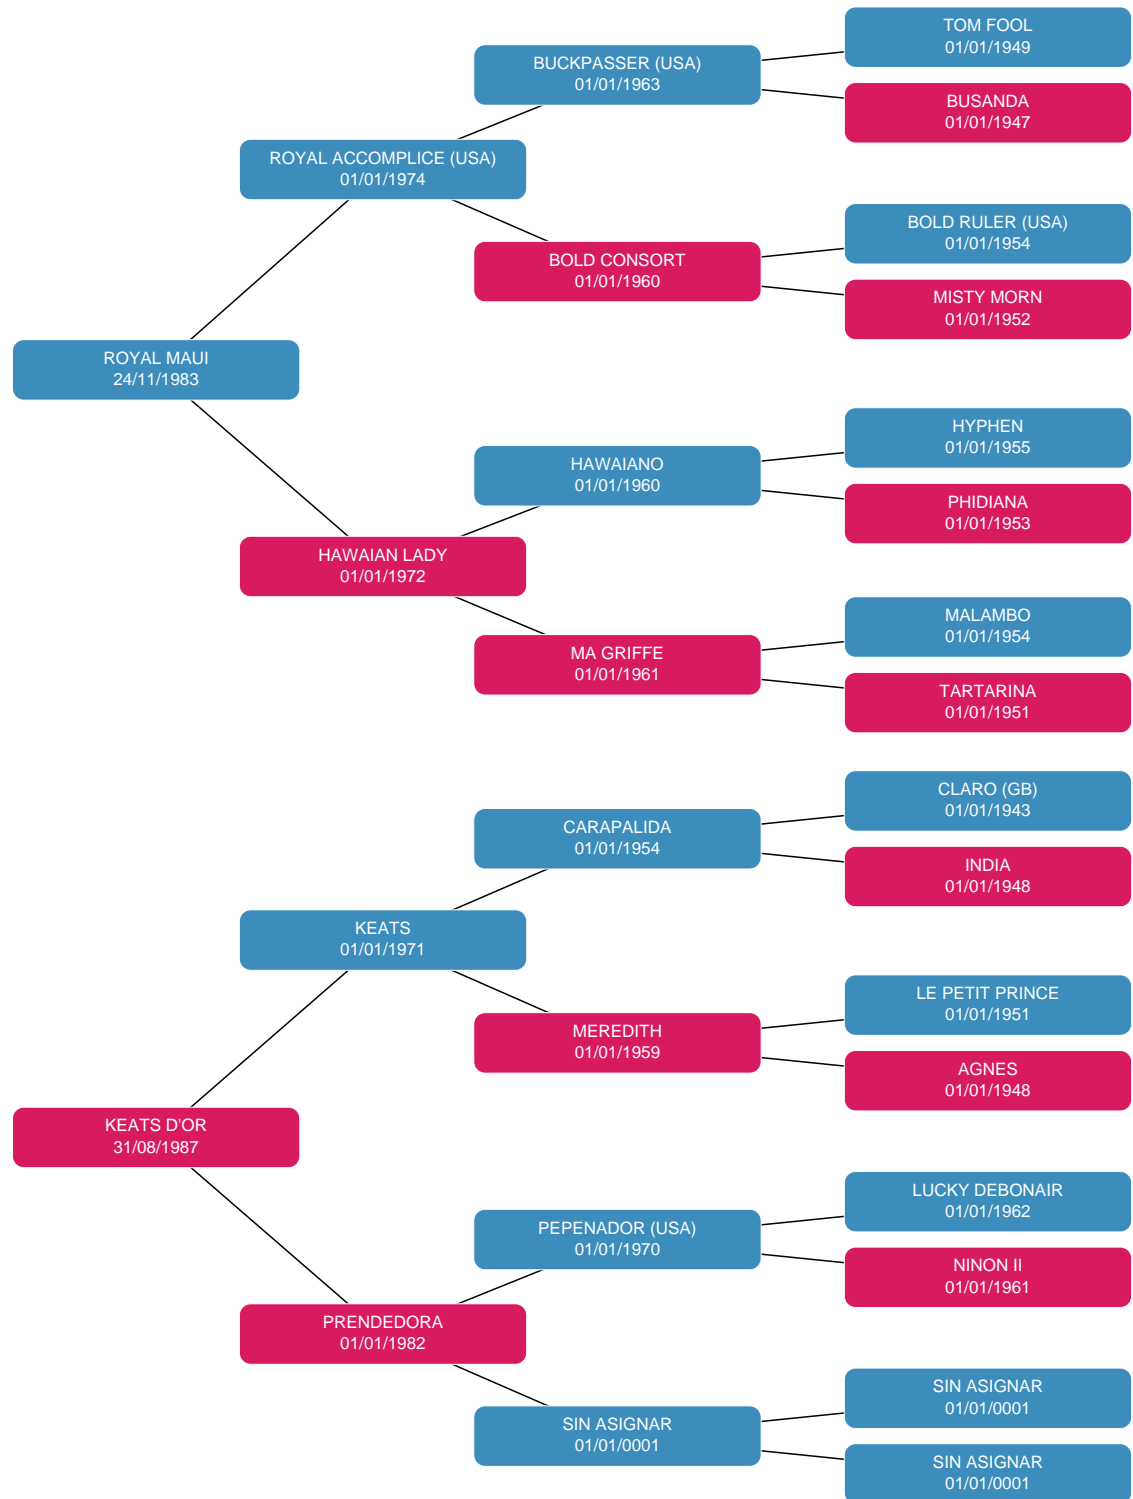 TOM FOOL
01/01/1949
BUCKPASSER (USA)
01/01/1963
BUSANDA
01/01/1947
ROYAL ACCOMPLICE (USA)
01/01/1974
BOLD RULER (USA)
01/01/1954
BOLD CONSORT
01/01/1960
MISTY MORN
01/01/1952
ROYAL MAUI
24/11/1983
HYPHEN
01/01/1955
HAWAIANO
01/01/1960
PHIDIANA
01/01/1953
HAWAIAN LADY
01/01/1972
MALAMBO
01/01/1954
MA GRIFFE
01/01/1961
TARTARINA
01/01/1951
CLARO (GB)
01/01/1943
CARAPALIDA
01/01/1954
INDIA
01/01/1948
KEATS
01/01/1971
LE PETIT PRINCE
01/01/1951
MEREDITH
01/01/1959
AGNES
01/01/1948
KEATS D'OR
31/08/1987
LUCKY DEBONAIR
01/01/1962
PEPENADOR (USA)
01/01/1970
NINON II
01/01/1961
PRENDEDORA
01/01/1982
SIN ASIGNAR
01/01/0001
SIN ASIGNAR
01/01/0001
SIN ASIGNAR
01/01/0001